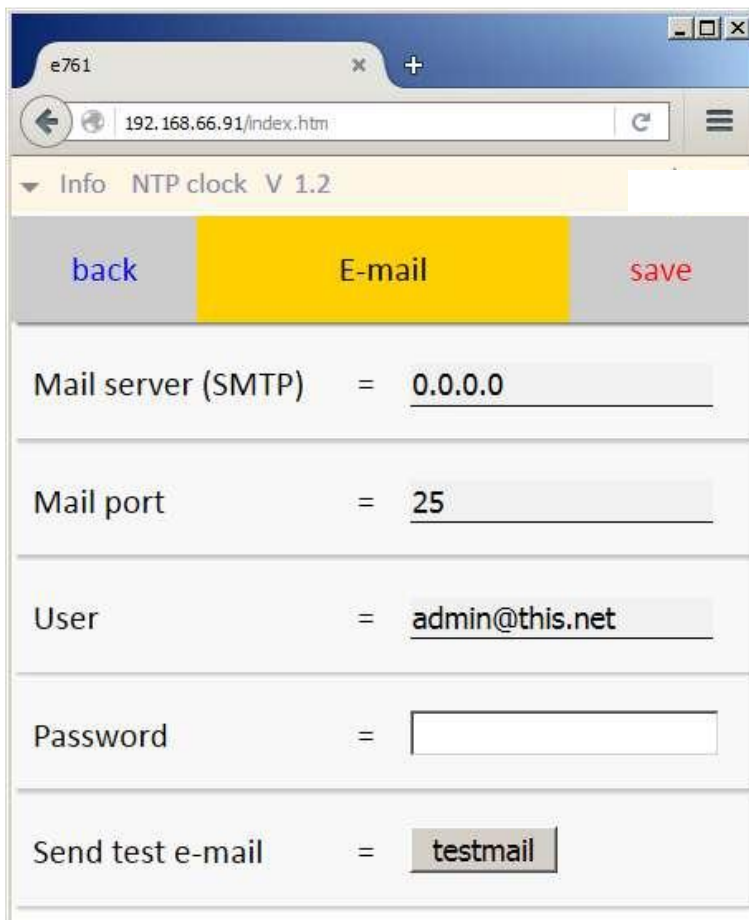 e761
192.168.66.91/index.htm
Info NTP clock V 1.2
back E-mail save
Mail server (SMTP) = 0.0.0.0
Mail port = 25
User = admin@this.net
Password =
Send test e-mail = testmail